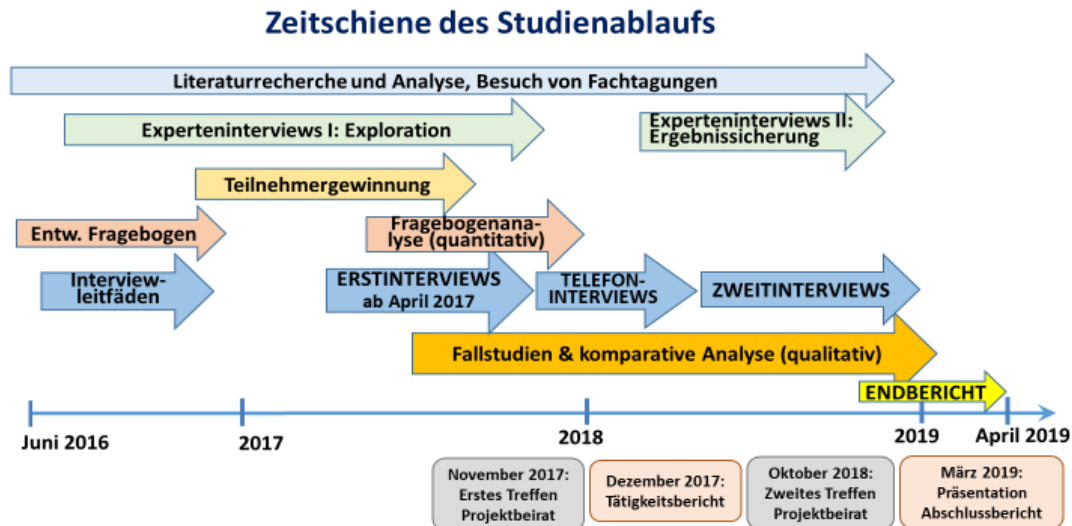 Zeitschiene des Studienablaufs
Literaturrecherche und Analyse, Besuch von Fachtagungen
Experteninterviews I: Exploration
Experteninterviews II:
Ergebnissicherung
Teilnehmergewinnung
Entw. Fragebogen
Fragebogenana-
lyse (quantitativ)
Interview-
leitfäden
ERSTINTERVIEWS
ab April 2017
TELEFON-
INTERVIEWS
ZWEITINTERVIEWS
Fallstudien & komparative Analyse (qualitativ)
ENDBERICHT
Juni 2016
2017
2018
2019
April 2019
November 2017:
Erstes Treffen
Projektbeirat
Dezember 2017:
Tätigkeitsbericht
Oktober 2018:
Zweites Treffen
Projektbeirat
März 2019:
Präsentation
Abschlussbericht